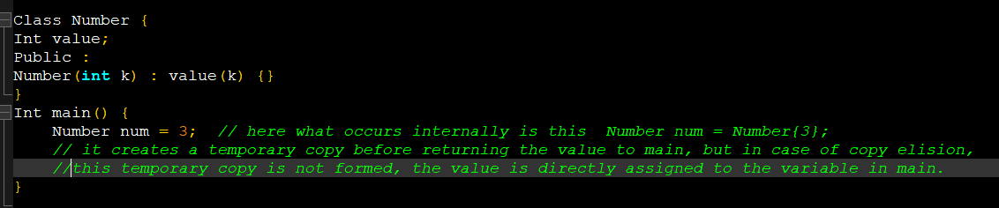 Class Number {
Int value;
Public :
Number(int k) : value(k) {}
}
Int main() {
Number num = 3;  // here what occurs internally is this  Number num = Number{3};
// it creates a temporary copy before returning the value to main, but in case of copy elision,
//this temporary copy is not formed, the value is directly assigned to the variable in main.
}